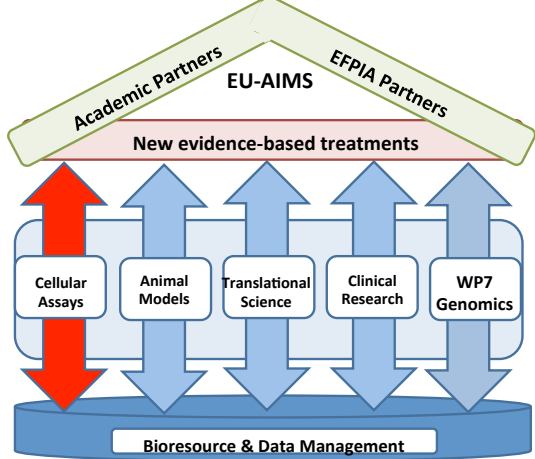 Academic Partners
EFPIA Partners
EU-AIMS
New evidence-based treatments
Cellular
Assays
Animal
Models
Translational
Science
Clinical
Research
WP7
Genomics
Bioresource & Data Management